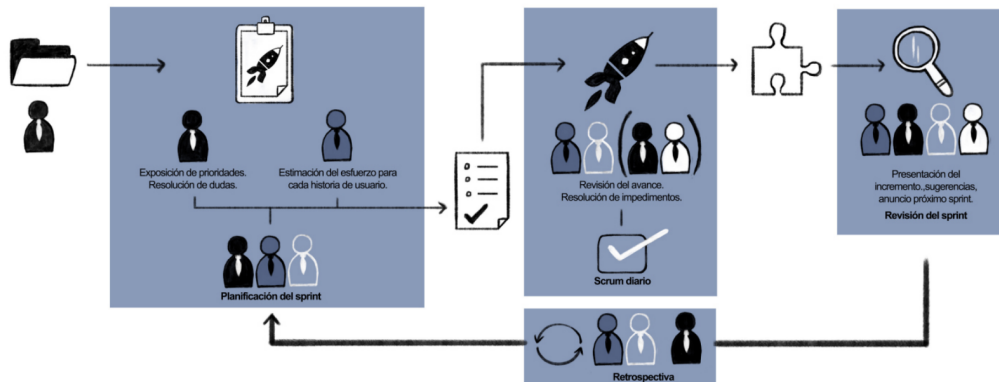 Exposición de prioridades.
Resolución de dudas.
Estimación del esfuerzo para
cada historia de usuario.
Planificación del sprint
Revisión del avance.
Resolución de impedimentos.
Scrum diario
Presentación del
incremento.,sugerencias,
anuncio próximo sprint.
Revisión del sprint
Retrospectiva